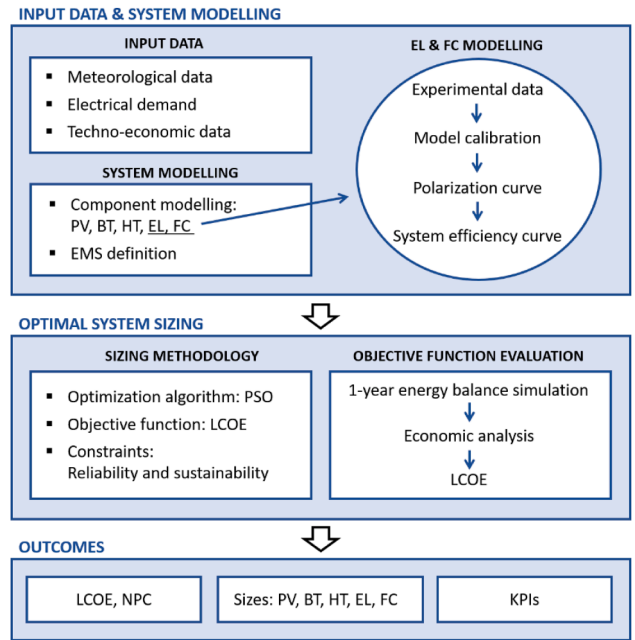 INPUT DATA & SYSTEM MODELLING
INPUT DATA
▪ Meteorological data
▪ Electrical demand
▪ Techno-economic data
SYSTEM MODELLING
▪ Component modelling:
PV, BT, HT, EL, FC
▪ EMS definition
EL & FC MODELLING
Experimental data
Model calibration
Polarization curve
System efficiency curve
OPTIMAL SYSTEM SIZING
SIZING METHODOLOGY
▪ Optimization algorithm: PSO
▪ Objective function: LCOE
▪ Constraints:
Reliability and sustainability
OBJECTIVE FUNCTION EVALUATION
1-year energy balance simulation
Economic analysis
LCOE
OUTCOMES
LCOE, NPC
Sizes: PV, BT, HT, EL, FC
KPIs